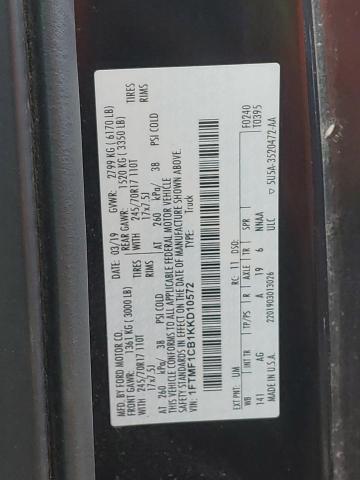 MFD. BY FORD MOTOR CO.
DATE: 03/19 GVWR: 2799 KG ( 6170 LB)
FRONT GAWR: 1361 KG ( 3000 LB) REAR GAWR: 1520 KG ( 3350 LB)
WITH 245/70R17 110T TIRES WITH 245/70R17 110T TIRES
17x7.5J RIMS 17x7.5J RIMS
AT 260 kPa/ 38 PSI COLD AT 260 kPa/ 38 PSI COLD
THIS VEHICLE CONFORMS TO ALL APPLICABLE FEDERAL MOTOR VEHICLE
SAFETY STANDARDS IN EFFECT ON THE DATE OF MANUFACTURE SHOWN ABOVE.
VIN: 1FTMF1CB1KKD10572 Truck
F0240
T0395
EXT PNT: UM RC: 11 DSO:
WB INT TR TP/PS R AXLE TR SPR
141 AG A 19 6 NNAA
MADE IN U.S.A. 2201903013026 ULC ▽ 5U5A-3520472-AA